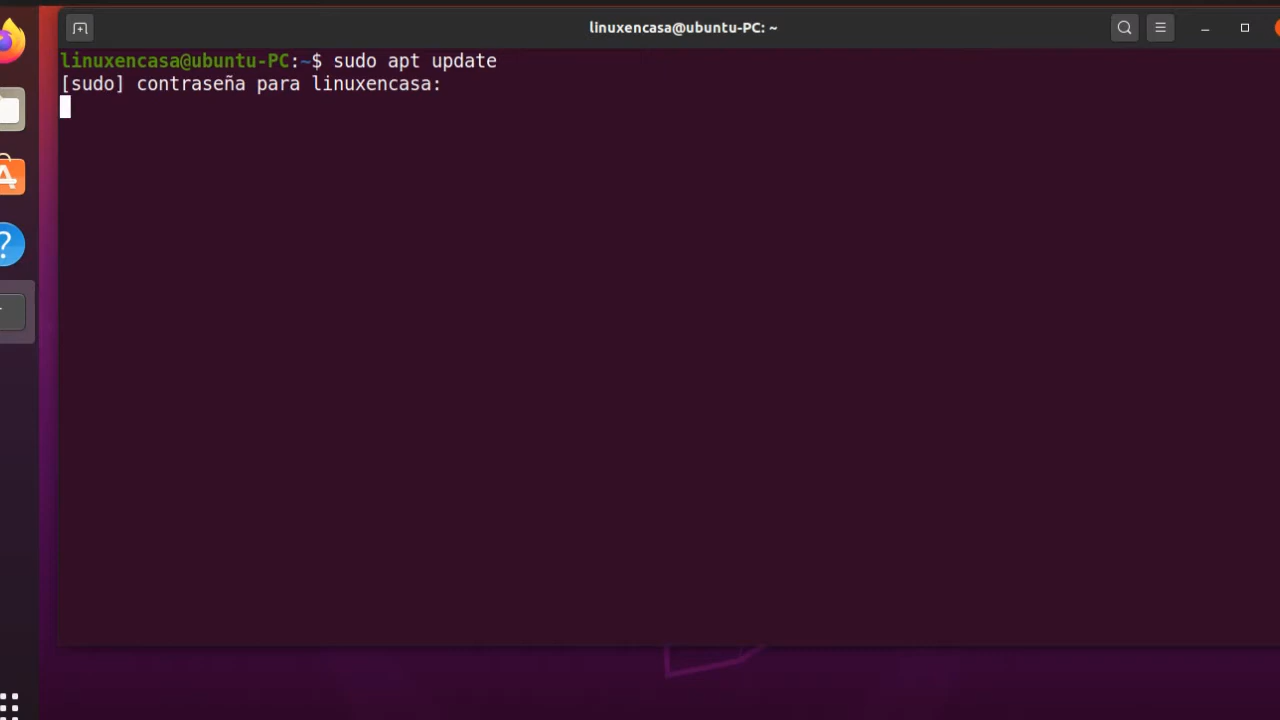 linuxencasa@ubuntu-PC: ~
linuxencasa@ubuntu-PC:~$ sudo apt update
[sudo] contraseña para linuxencasa: